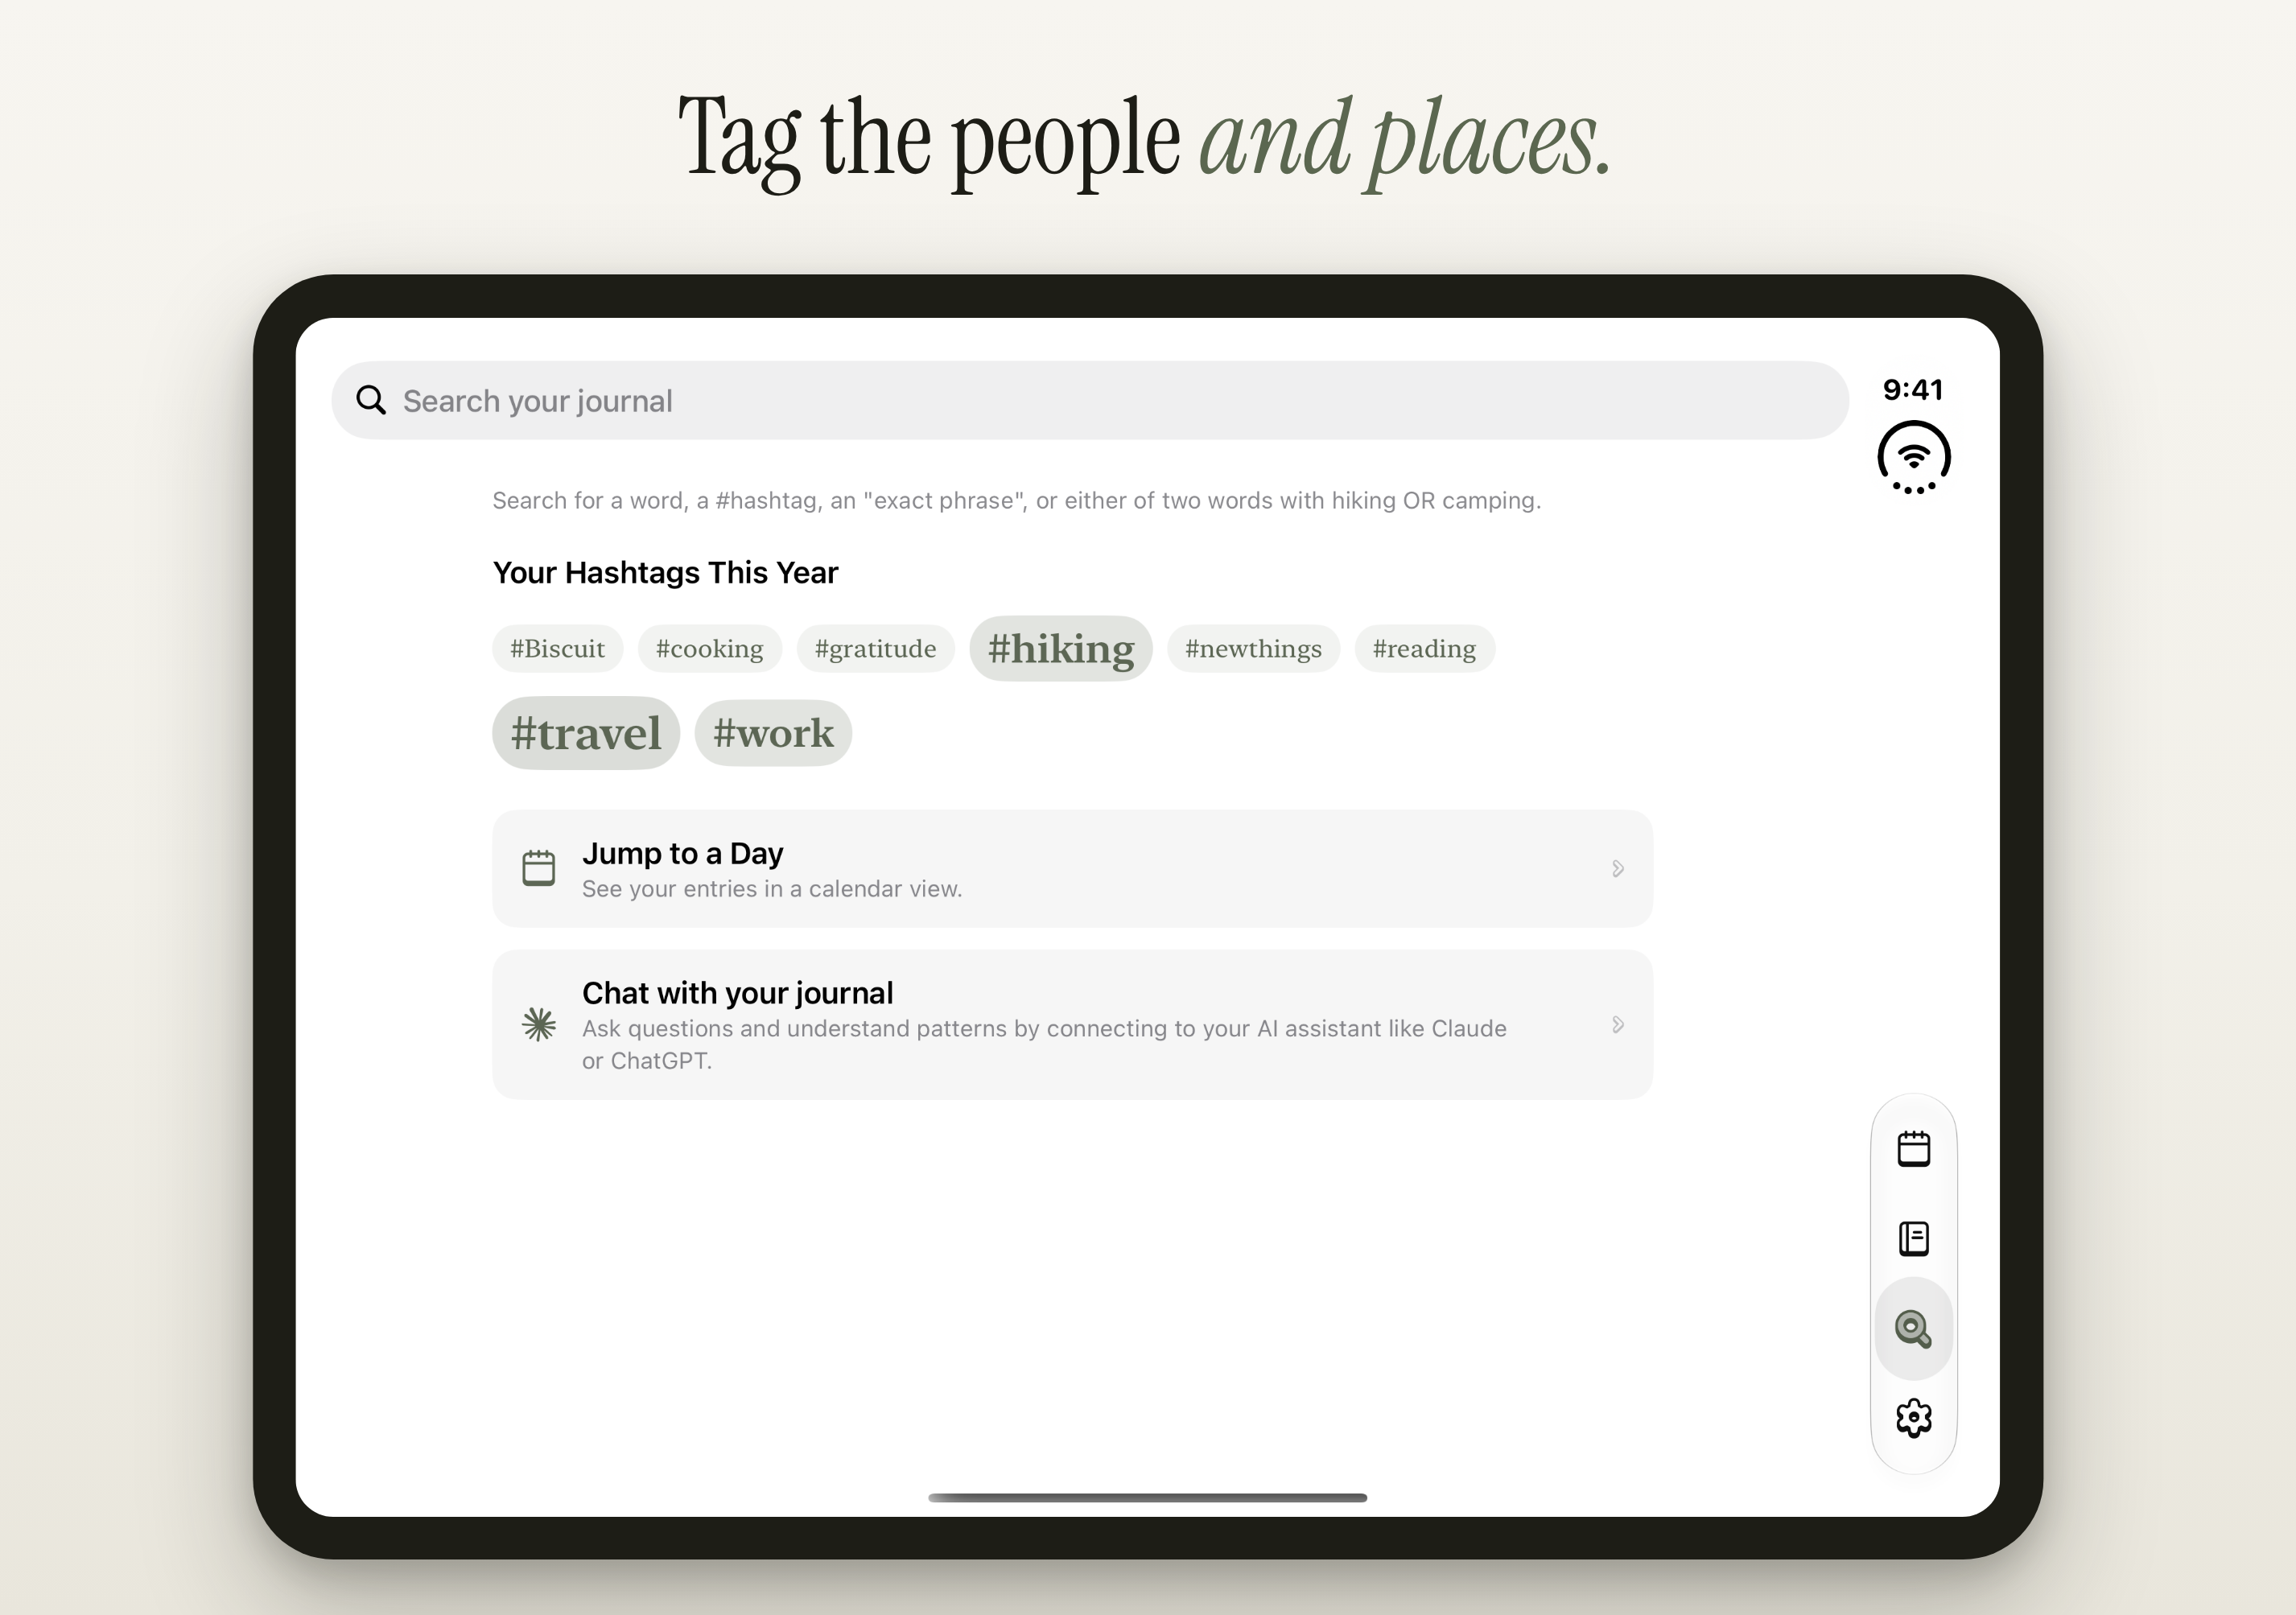 Tag the people and places.
Search your journal
9:41
Search for a word, a #hashtag, an "exact phrase", or either of two words with hiking OR camping.
Your Hashtags This Year
#Biscuit #cooking #gratitude #hiking #newthings #reading
#travel #work
Jump to a Day
See your entries in a calendar view.
Chat with your journal
Ask questions and understand patterns by connecting to your AI assistant like Claude
or ChatGPT.